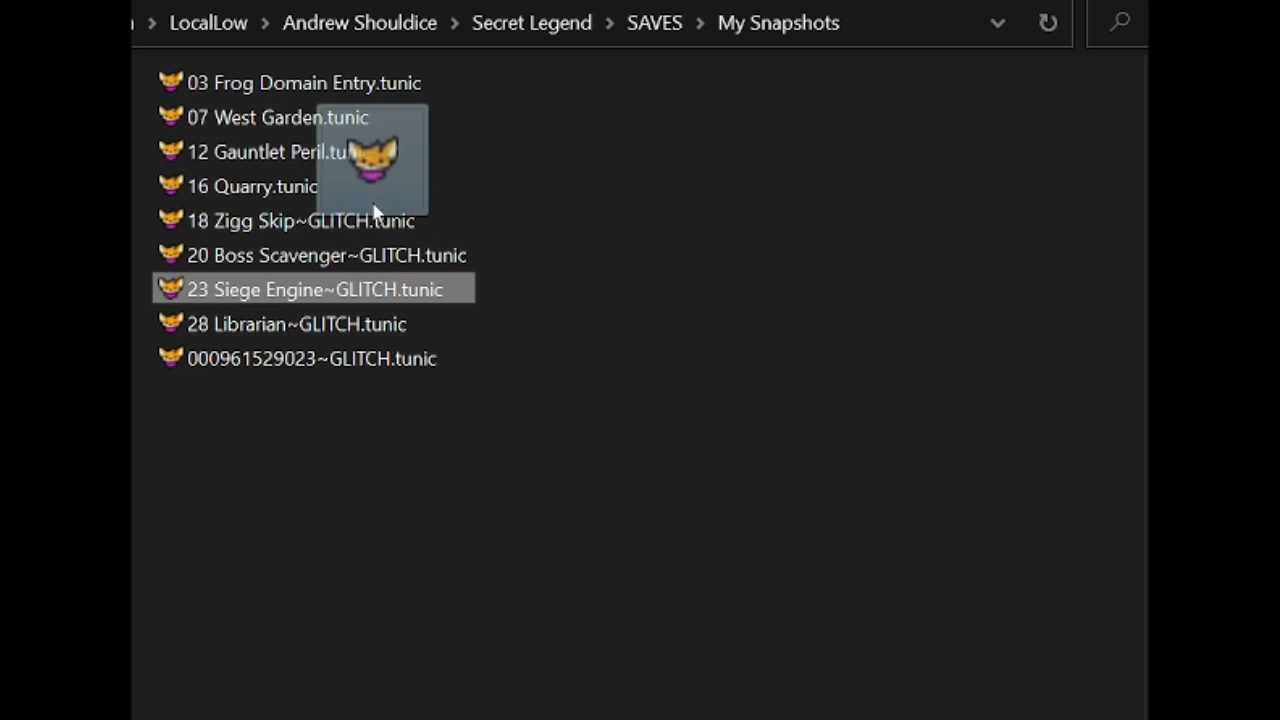 LocalLow > Andrew Shouldice > Secret Legend > SAVES > My Snapshots
03 Frog Domain Entry.tunic
07 West Garden.tunic
12 Gauntlet Peril.tunic
16 Quarry.tunic
18 Zigg Skip~GLITCH.tunic
20 Boss Scavenger~GLITCH.tunic
23 Siege Engine~GLITCH.tunic
28 Librarian~GLITCH.tunic
000961529023~GLITCH.tunic